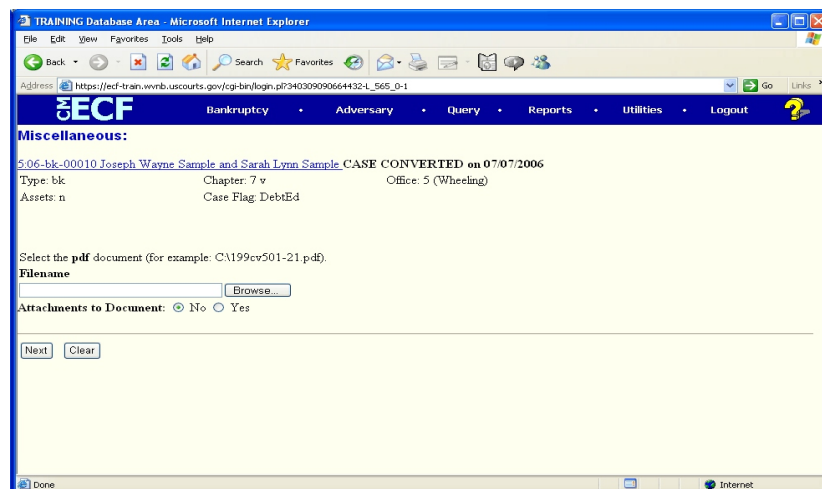 TRAINING Database Area - Microsoft Internet Explorer
File Edit View Favorites Tools Help
Back Search Favorites
Address https://ecf-train.wvnb.uscourts.gov/cgi-bin/login.pl?340309090664432-L_565_0-1 Go Links »
CM ECF Bankruptcy • Adversary • Query • Reports • Utilities • Logout ?
Miscellaneous:
5:06-bk-00010 Joseph Wayne Sample and Sarah Lynn Sample CASE CONVERTED on 07/07/2006
Type: bk Chapter: 7 v Office: 5 (Wheeling)
Assets: n Case Flag: DebtEd
Select the pdf document (for example: C:\199cv501-21.pdf).
Filename
Browse...
Attachments to Document: No Yes
Next Clear
Done Internet